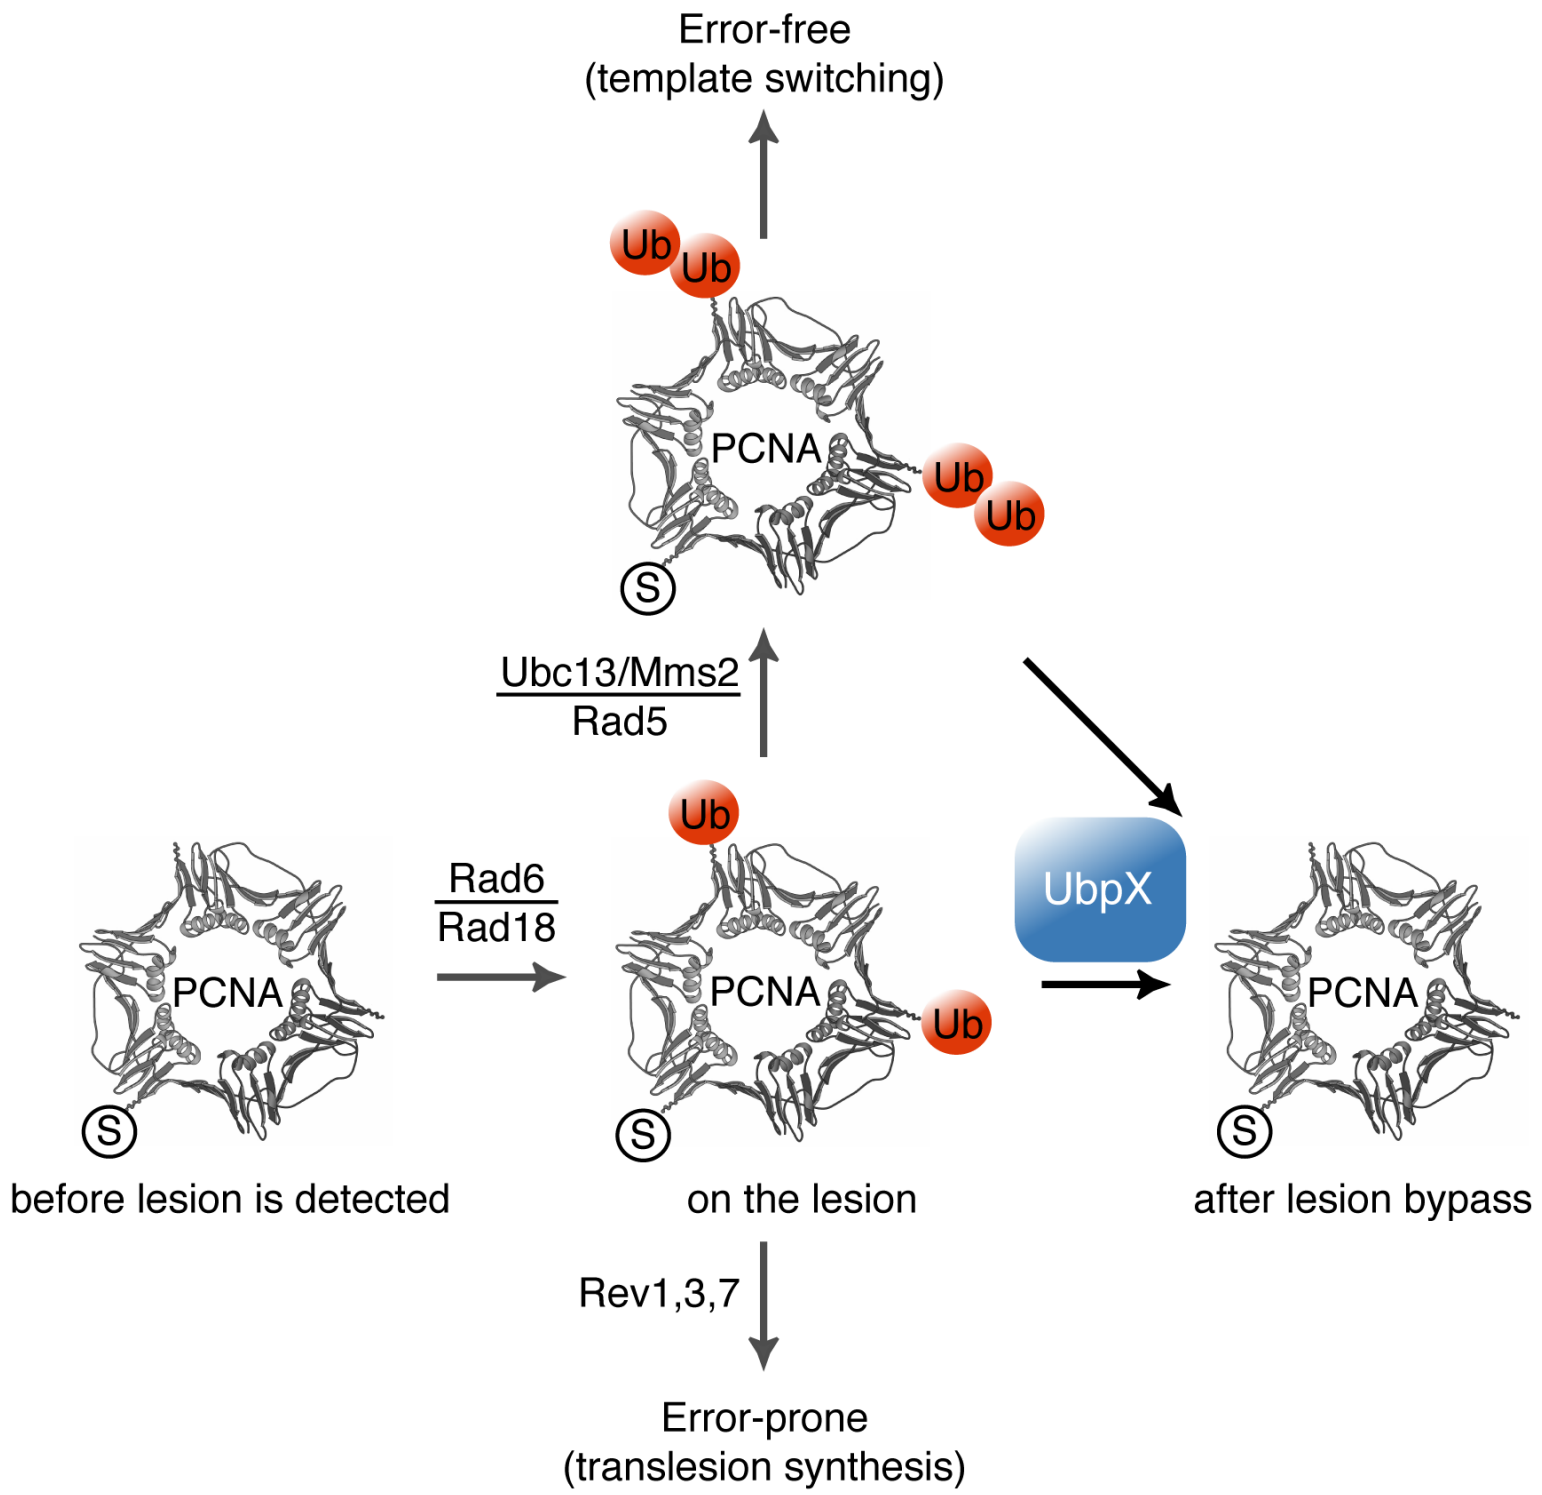 Error-free
(template switching)
Ub
Ub
PCNA
Ub
Ub
S
Ubc13/Mms2
Rad5
Ub
Rad6
Rad18
UbpX
PCNA
PCNA
Ub
PCNA
S
S
S
before lesion is detected
on the lesion
after lesion bypass
Rev1,3,7
Error-prone
(translesion synthesis)